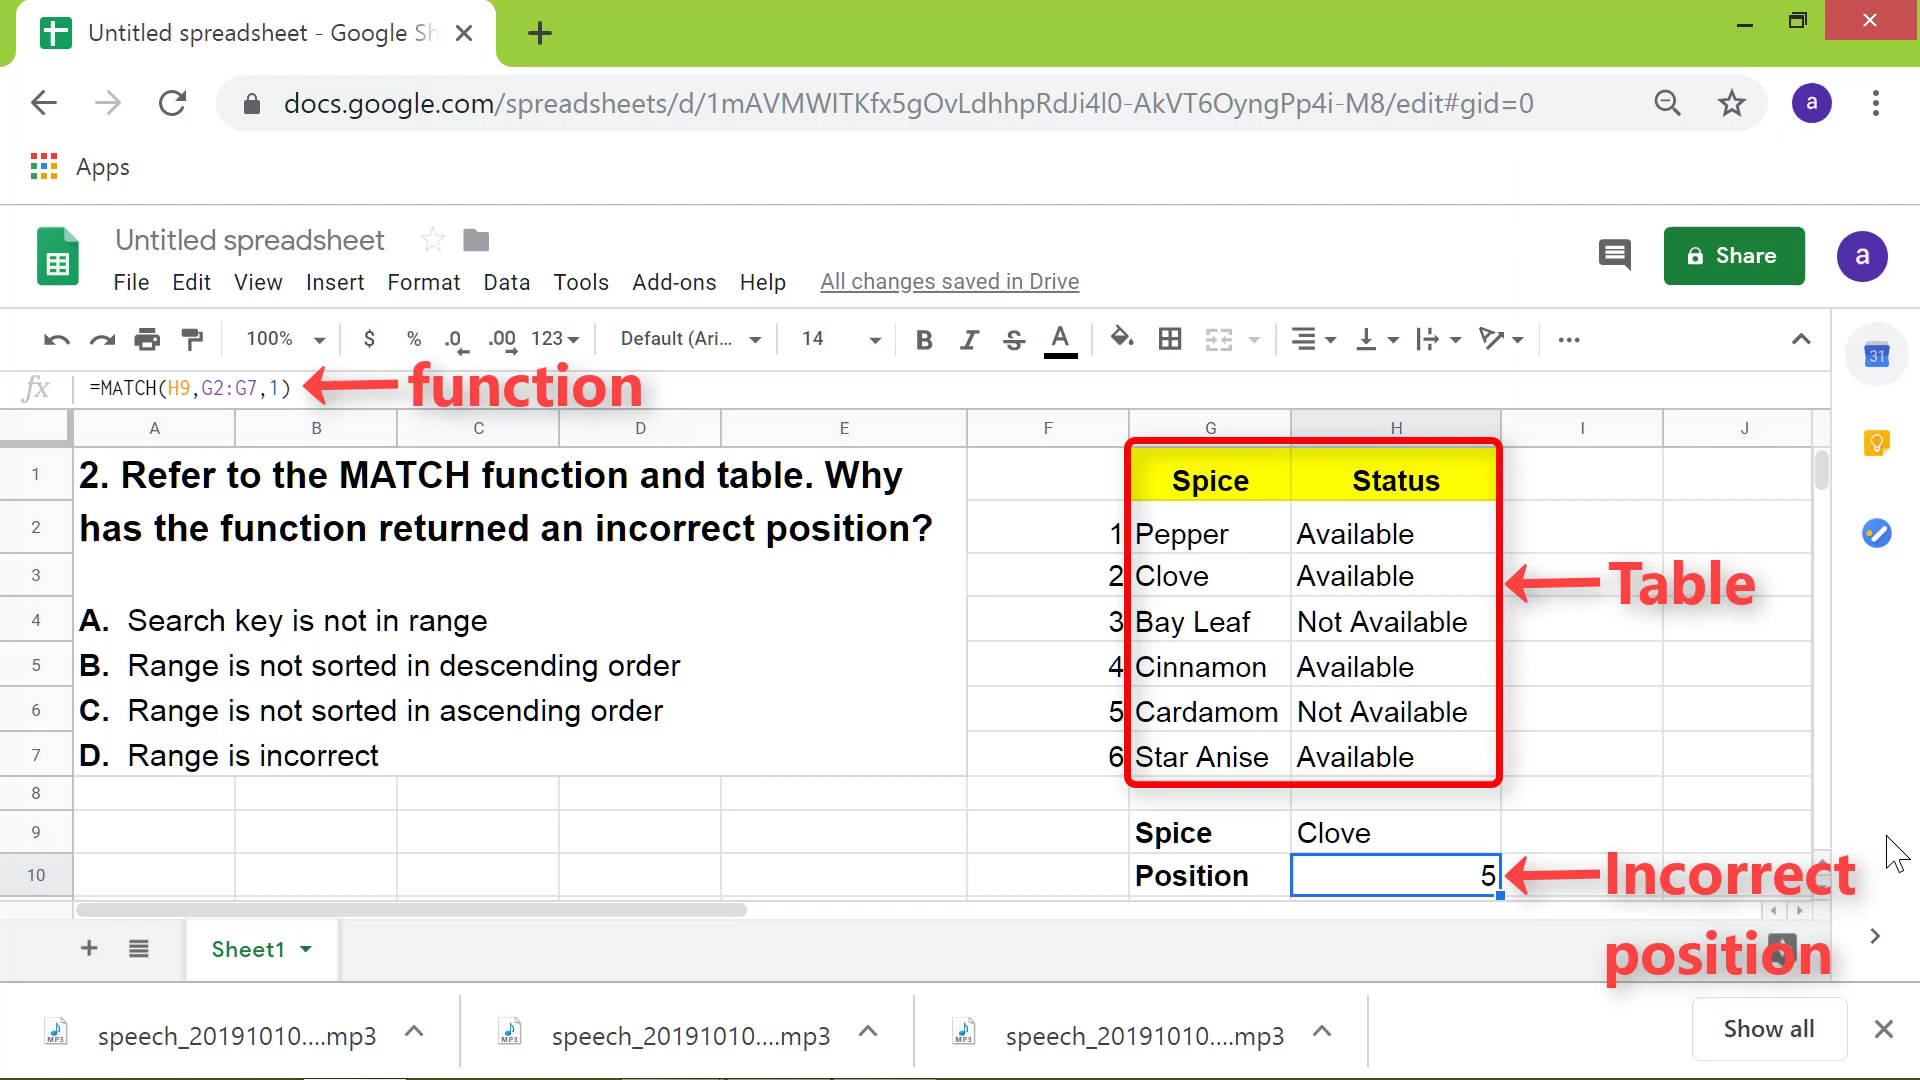 Untitled spreadsheet - Google Sh
docs.google.com/spreadsheets/d/1mAVMWITKfx5gOvLdhhpRdJi4l0-AkVT6OyngPp4i-M8/edit#gid=0
a
Apps
Untitled spreadsheet
File Edit View Insert Format Data Tools Add-ons Help All changes saved in Drive
Share
a
100% $ % .0 .00 123 Default (Ari... 14 B I S A
31
fx =MATCH(H9,G2:G7,1)
function
A B C D E F G H I J
1 2. Refer to the MATCH function and table. Why Spice Status
2 has the function returned an incorrect position? 1 Pepper Available
3 2 Clove Available
Table
4 A. Search key is not in range 3 Bay Leaf Not Available
5 B. Range is not sorted in descending order 4 Cinnamon Available
6 C. Range is not sorted in ascending order 5 Cardamom Not Available
7 D. Range is incorrect 6 Star Anise Available
8
9 Spice Clove
10 Position 5
Incorrect
position
Sheet1
MP3 speech_20191010....mp3 MP3 speech_20191010....mp3 MP3 speech_20191010....mp3 Show all